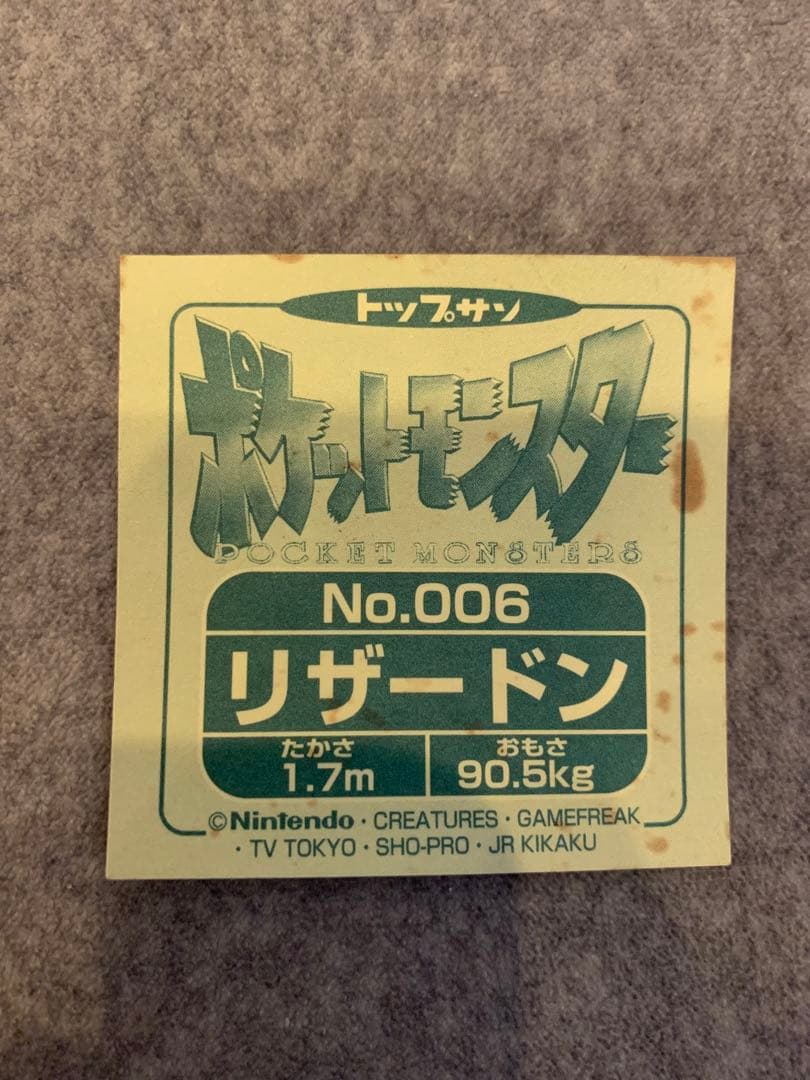 トップサン
ポケットモンスター
POCKET MONSTERS
No.006
リザードン
たかさ
1.7m
おもさ
90.5kg
©Nintendo・CREATURES・GAMEFREAK
・TV TOKYO・SHO-PRO・JR KIKAKU